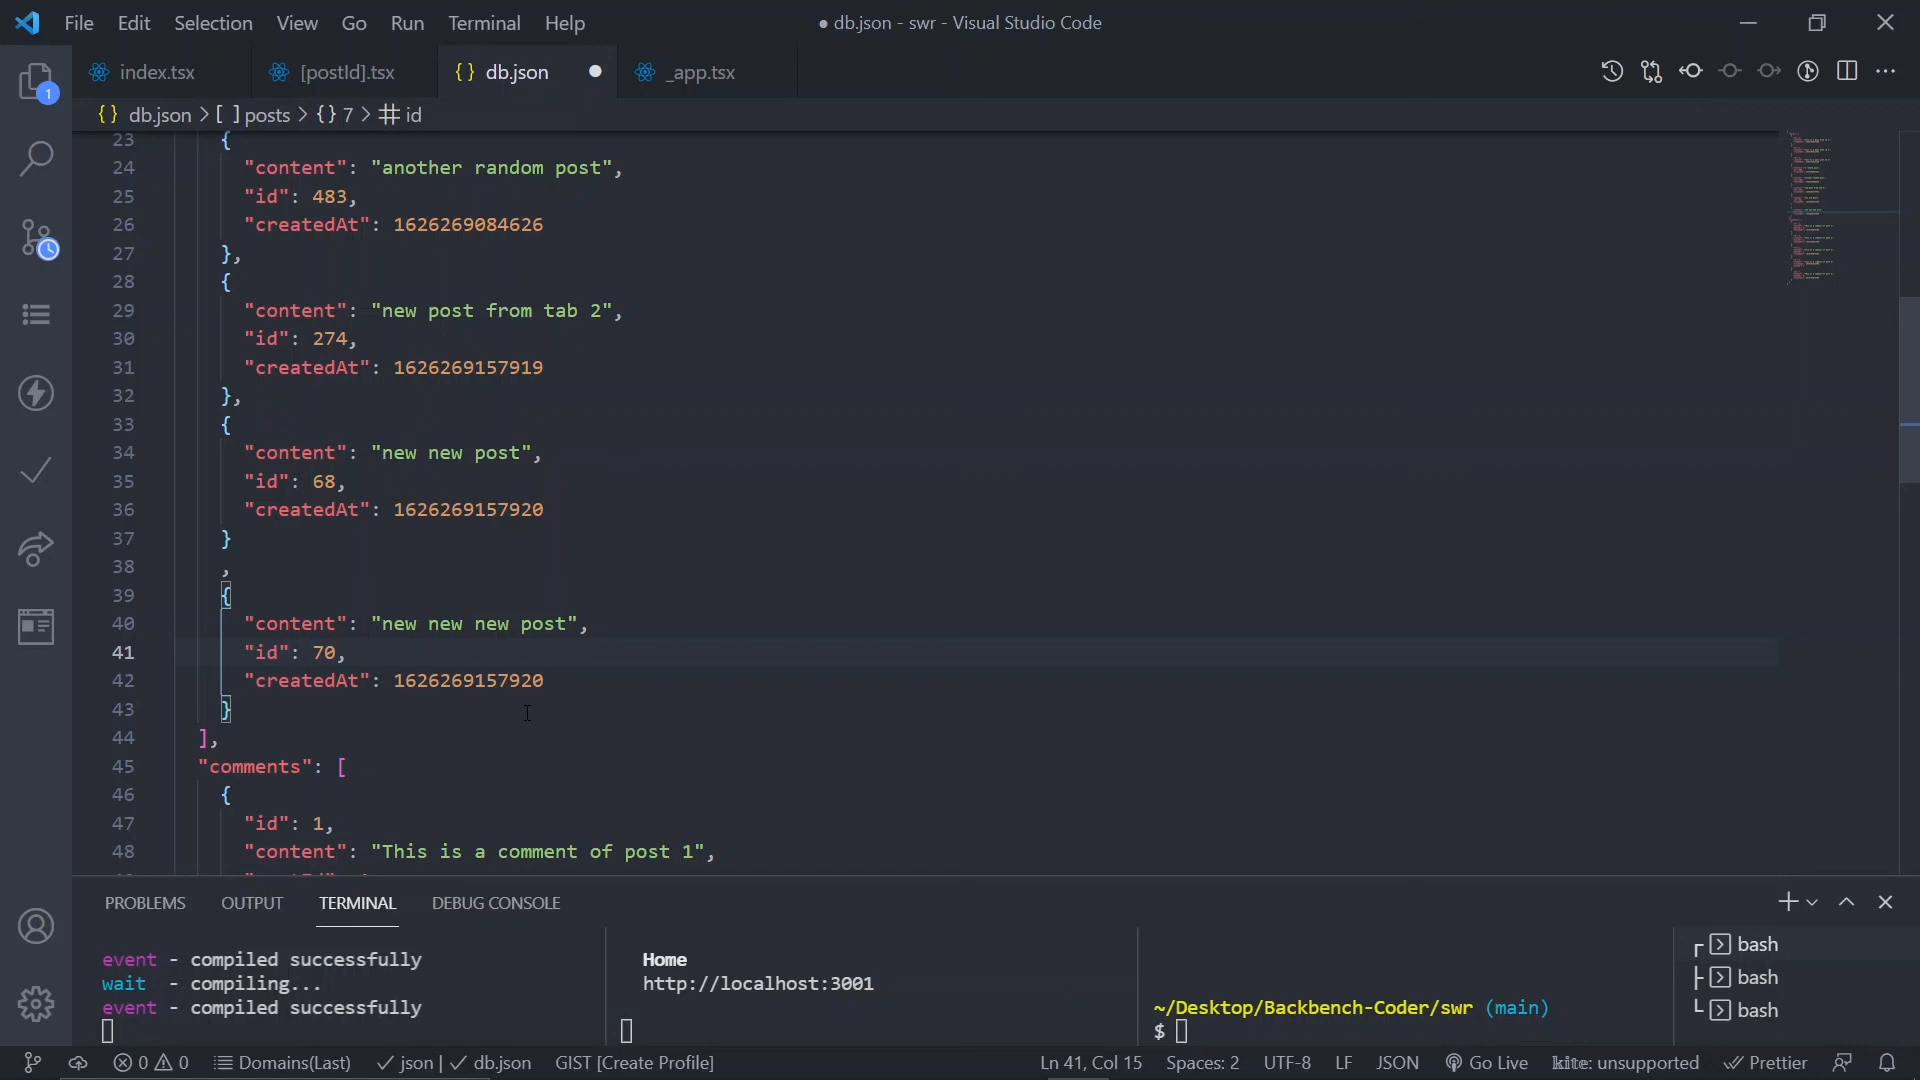 File Edit Selection View Go Run Terminal Help
● db.json - swr - Visual Studio Code
index.tsx [postId].tsx {} db.json ● _app.tsx
1
{} db.json > [ ] posts > {} 7 > # id
23 {
24 "content": "another random post",
25 "id": 483,
26 "createdAt": 1626269084626
27 },
28 {
29 "content": "new post from tab 2",
30 "id": 274,
31 "createdAt": 1626269157919
32 },
33 {
34 "content": "new new post",
35 "id": 68,
36 "createdAt": 1626269157920
37 }
38 ,
39 {
40 "content": "new new new post",
41 "id": 70,
42 "createdAt": 1626269157920
43 }
44 ],
45 "comments": [
46 {
47 "id": 1,
48 "content": "This is a comment of post 1",
PROBLEMS OUTPUT TERMINAL DEBUG CONSOLE
event - compiled successfully
wait - compiling...
event - compiled successfully
Home
http://localhost:3001
~/Desktop/Backbench-Coder/swr (main)
$
bash
bash
bash
0 0 Domains(Last) ✓ json | ✓ db.json GIST [Create Profile] Ln 41, Col 15 Spaces: 2 UTF-8 LF JSON Go Live kite: unsupported Prettier